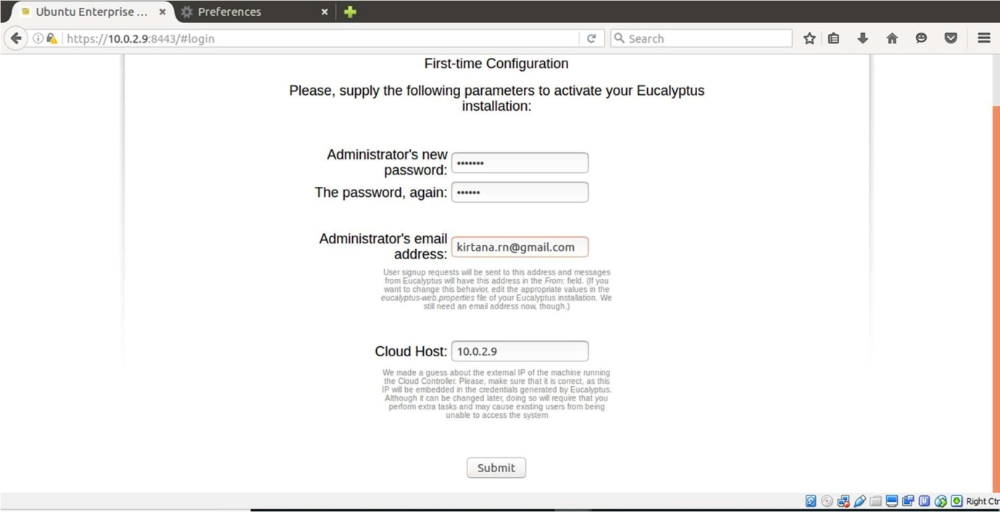 Ubuntu Enterprise ... × Preferences ×
https://10.0.2.9:8443/#login Search
First-time Configuration
Please, supply the following parameters to activate your Eucalyptus
installation:
Administrator's new
password: •••••••
The password, again: ••••••
Administrator's email
address: kirtana.rn@gmail.com
User signup requests will be sent to this address and messages
from Eucalyptus will have this address in the From: field. (If you
want to change this behavior, edit the appropriate values in the
eucalyptus-web.properties file of your Eucalyptus installation. We
still need an email address now, though.)
Cloud Host: 10.0.2.9
We made a guess about the external IP of the machine running
the Cloud Controller. Please, make sure that it is correct, as this
IP will be embedded in the credentials generated by Eucalyptus.
Although it can be changed later, doing so will require that you
perform extra tasks and may cause existing users from being
unable to access the system
Submit
Right Ctr